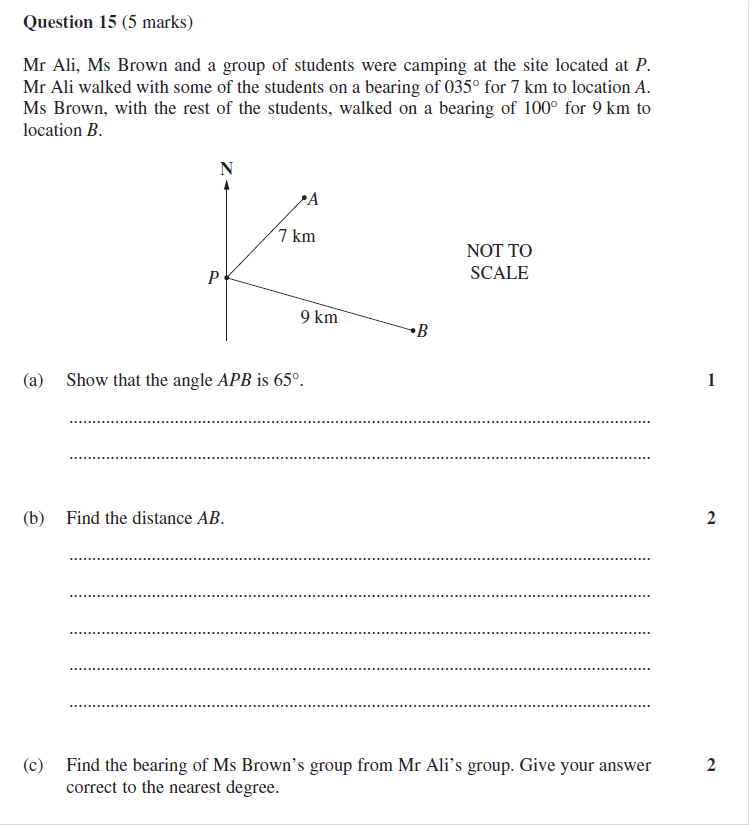 Question 15 (5 marks)
Mr Ali, Ms Brown and a group of students were camping at the site located at P.
Mr Ali walked with some of the students on a bearing of 035° for 7 km to location A.
Ms Brown, with the rest of the students, walked on a bearing of 100° for 9 km to
location B.
N
A
7 km
NOT TO
SCALE
P
9 km
B
(a) Show that the angle APB is 65°. 1
(b) Find the distance AB. 2
(c) Find the bearing of Ms Brown’s group from Mr Ali’s group. Give your answer 2
correct to the nearest degree.